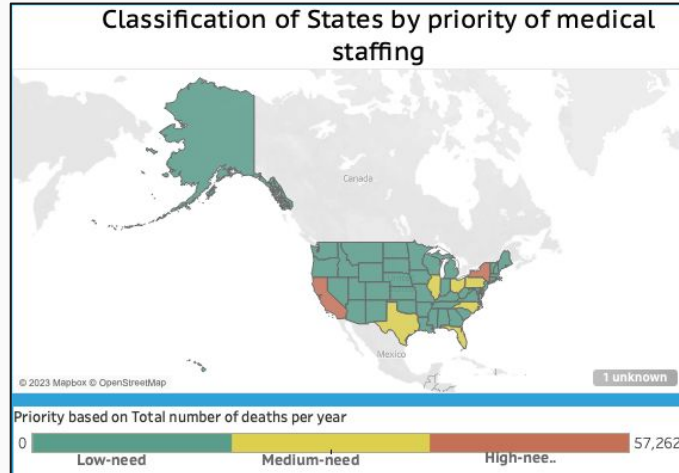 Classification of States by priority of medical
staffing
Canada
Mexico
© 2023 Mapbox © OpenStreetMap
1 unknown
Priority based on Total number of deaths per year
0
57,262
Low-need
Medium-need
High-nee..